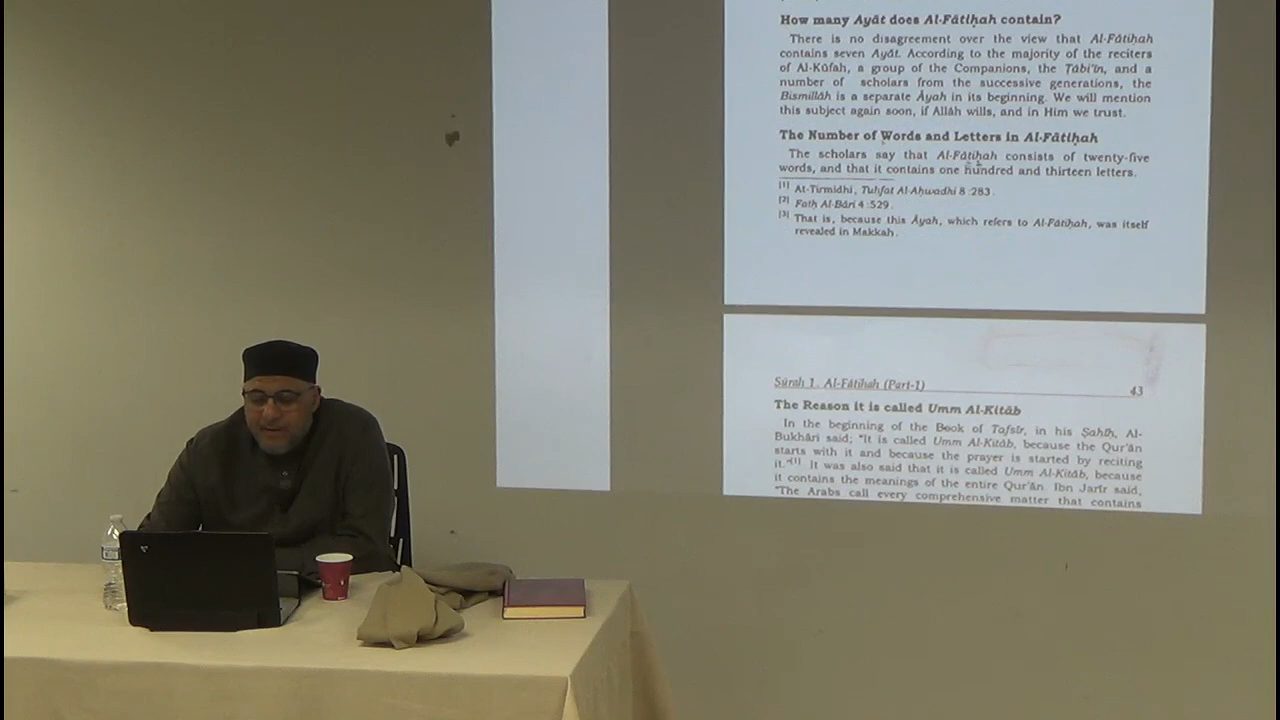 How many Ayāt does Al-Fātiḥah contain?
There is no disagreement over the view that Al-Fātiḥah
contains seven Ayāt. According to the majority of the reciters
of Al-Kūfah, a group of the Companions, the Tābi'īn, and a
number of scholars from the successive generations, the
Bismillāh is a separate Āyah in its beginning. We will mention
this subject again soon, if Allāh wills, and in Him we trust.
The Number of Words and Letters in Al-Fātiḥah
The scholars say that Al-Fātiḥah consists of twenty-five
words, and that it contains one hundred and thirteen letters.
[1] At-Tirmidhi, Tuḥfat Al-Aḥwadhi 8:283.
[2] Fatḥ Al-Bāri 4:529.
[3] That is, because this Āyah, which refers to Al-Fātiḥah, was itself
revealed in Makkah.
Sūrah 1. Al-Fātiḥah (Part-1) 43
The Reason it is called Umm Al-Kitāb
In the beginning of the Book of Tafsīr, in his Ṣaḥīḥ, Al-
Bukhāri said; "It is called Umm Al-Kitāb, because the Qur'ān
starts with it and because the prayer is started by reciting
it."[1] It was also said that it is called Umm Al-Kitāb, because
it contains the meanings of the entire Qur'ān. Ibn Jarīr said,
"The Arabs call every comprehensive matter that contains